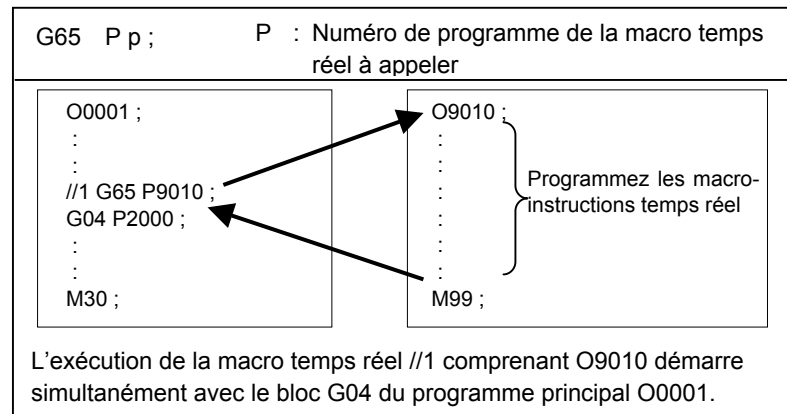 G65 P p ; P : Numéro de programme de la macro temps
réel à appeler
O0001 ;
:
:
//1 G65 P9010 ;
G04 P2000 ;
:
:
M30 ;
O9010 ;
:
:
:
:
:
:
M99 ;
Programmez les macro-
instructions temps réel
L'exécution de la macro temps réel //1 comprenant O9010 démarre
simultanément avec le bloc G04 du programme principal O0001.